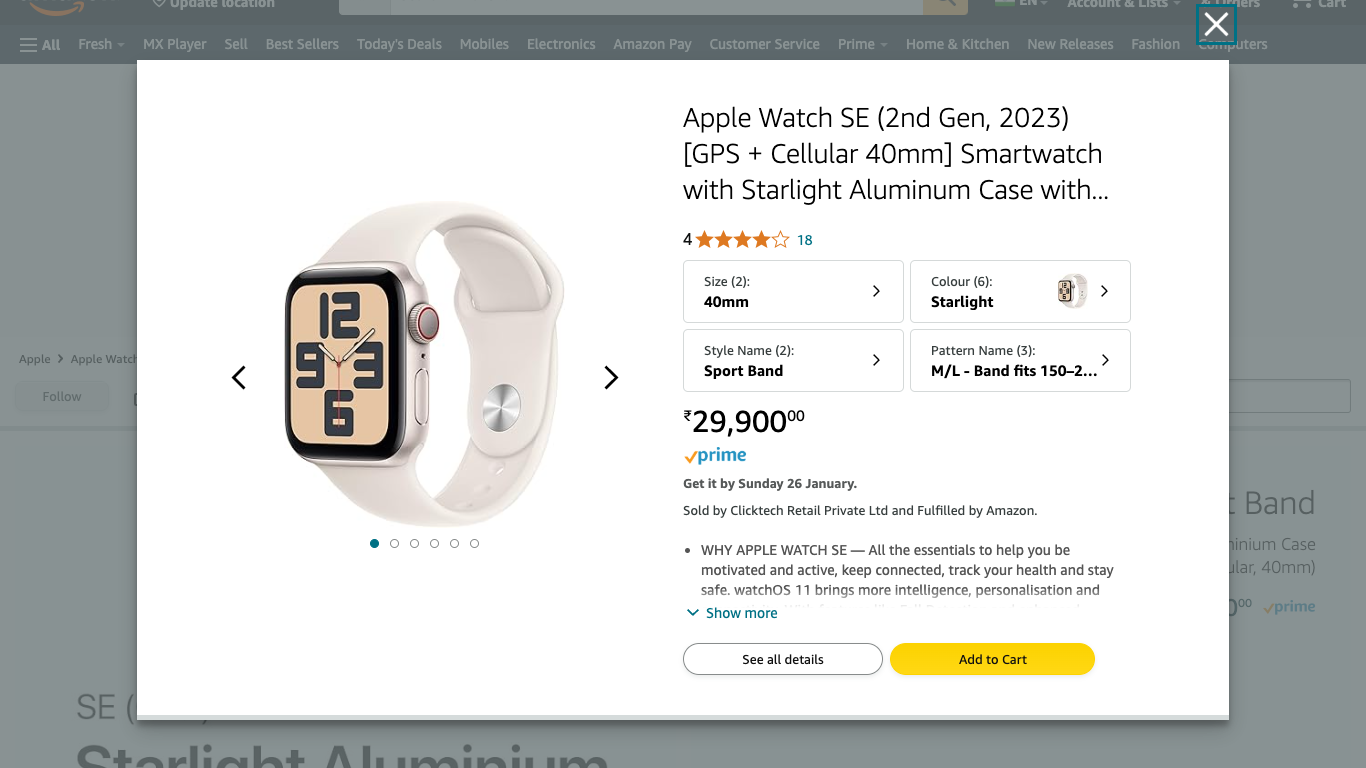 Update location
EN
Account & Lists
& Orders
Cart
All
Fresh
MX Player
Sell
Best Sellers
Today's Deals
Mobiles
Electronics
Amazon Pay
Customer Service
Prime
Home & Kitchen
New Releases
Fashion
Computers
Apple Watch SE (2nd Gen, 2023)
[GPS + Cellular 40mm] Smartwatch
with Starlight Aluminum Case with...
4 18
Size (2):
40mm
Colour (6):
Starlight
Style Name (2):
Sport Band
Pattern Name (3):
M/L - Band fits 150–2...
₹29,90000
prime
Get it by Sunday 26 January.
Sold by Clicktech Retail Private Ltd and Fulfilled by Amazon.
• WHY APPLE WATCH SE — All the essentials to help you be
motivated and active, keep connected, track your health and stay
safe. watchOS 11 brings more intelligence, personalisation and
Show more
See all details
Add to Cart
12
9 3
6
Apple > Apple Watch
Follow
t Band
inium Case
ular, 40mm)
000 prime
SE (
Starlight Aluminium